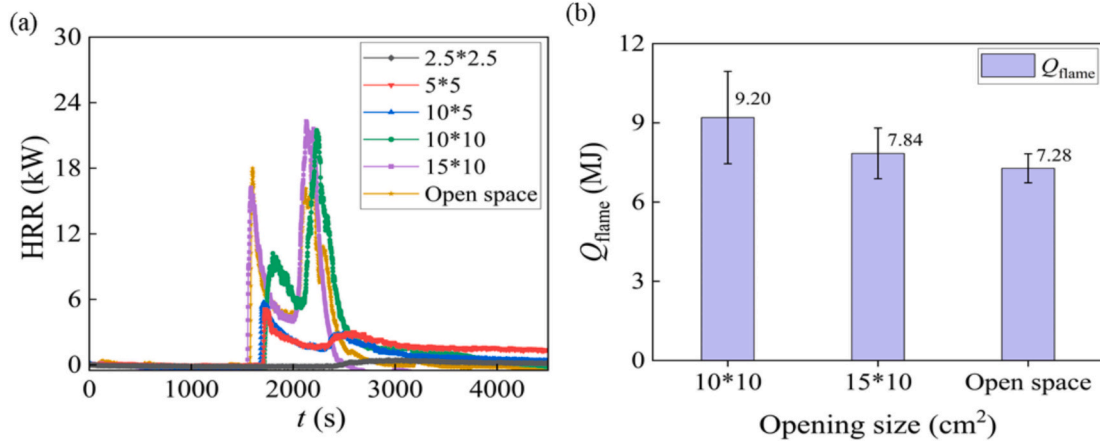 (a)
HRR (kW)
30
24
18
12
6
0
2.5*2.5
5*5
10*5
10*10
15*10
Open space
0
1000
2000
3000
4000
t (s)
(b)
Q_flame (MJ)
12
9
6
3
0
Q_flame
9.20
7.84
7.28
10*10
15*10
Open space
Opening size (cm²)